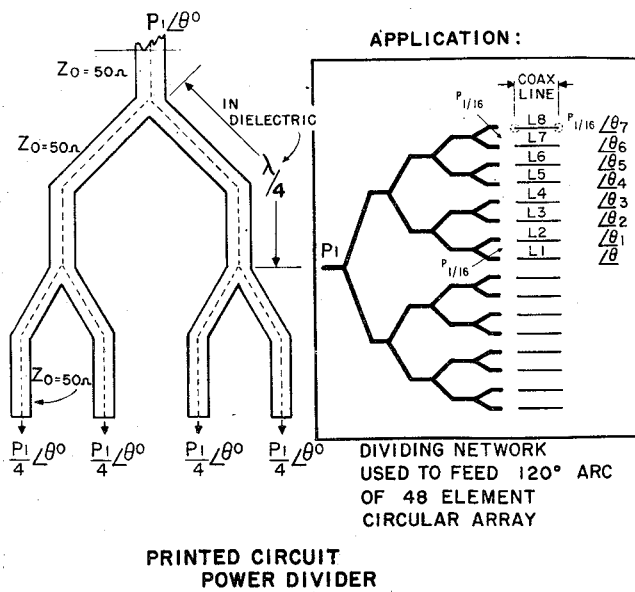 P1∠θ°
Z0=50Ω
IN
DIELECTRIC
Z0=50Ω
λ/4
Z0=50Ω
P1/4 ∠θ°
P1/4 ∠θ°
P1/4 ∠θ°
P1/4 ∠θ°
APPLICATION:
COAX
LINE
P1/16
P1/16
L8 ∠θ7
L7 ∠θ6
L6 ∠θ5
L5 ∠θ4
L4 ∠θ3
L3 ∠θ2
L2 ∠θ1
L1 ∠θ
P1/16
P1
DIVIDING NETWORK
USED TO FEED 120° ARC
OF 48 ELEMENT
CIRCULAR ARRAY
PRINTED CIRCUIT
POWER DIVIDER